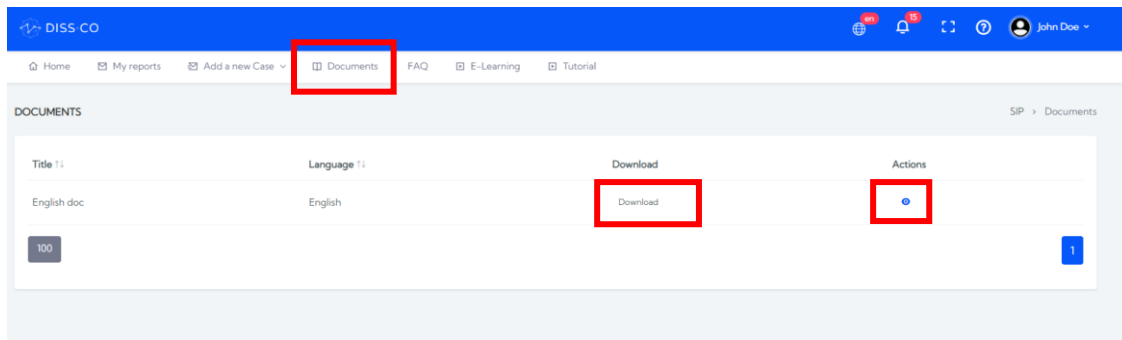 DISS-CO en 15 John Doe
Home My reports Add a new Case Documents FAQ E-Learning Tutorial
DOCUMENTS SIP > Documents
Title Language Download Actions
English doc English Download
100 1